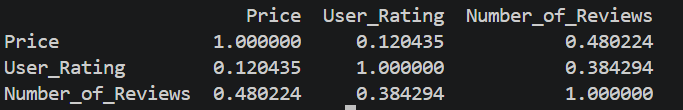 Price User_Rating Number_of_Reviews
Price 1.000000 0.120435 0.480224
User_Rating 0.120435 1.000000 0.384294
Number_of_Reviews 0.480224 0.384294 1.000000